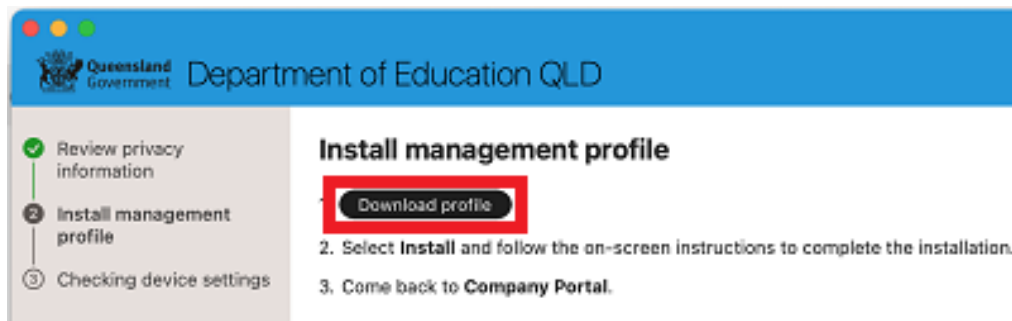 Queensland
Government
Department of Education QLD
Review privacy
information
2 Install management
profile
3 Checking device settings
Install management profile
Download profile
2. Select Install and follow the on-screen instructions to complete the installation.
3. Come back to Company Portal.